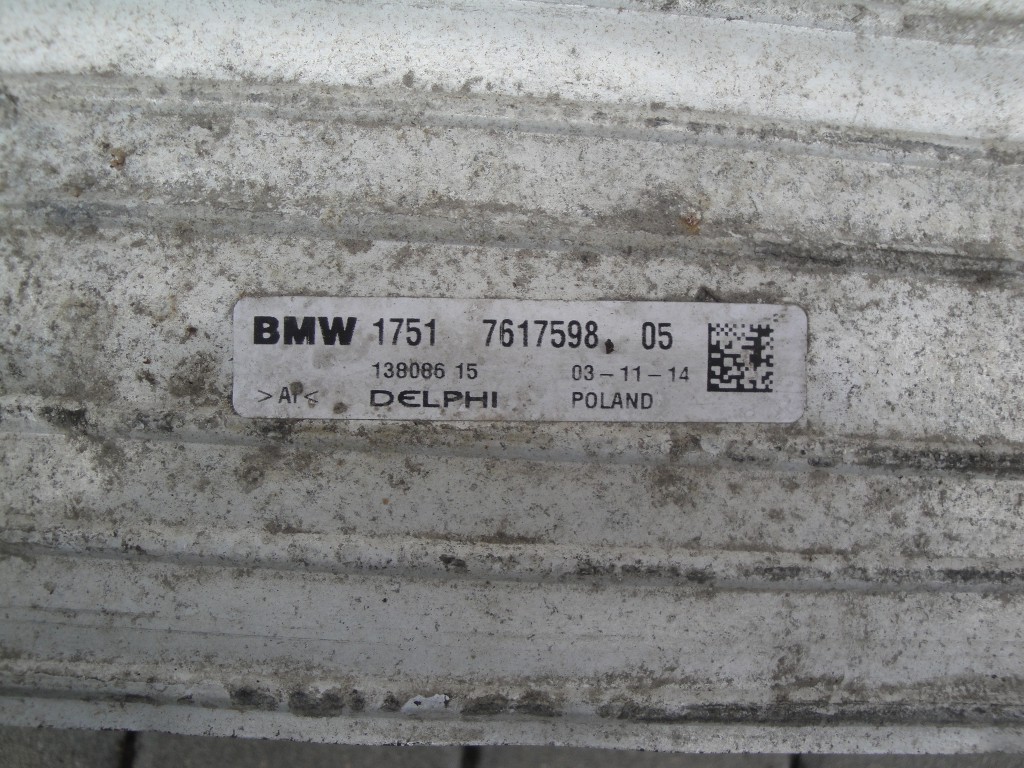 BMW 1751 7617598 05
138086 15 03-11-14
>Al< DELPHI POLAND